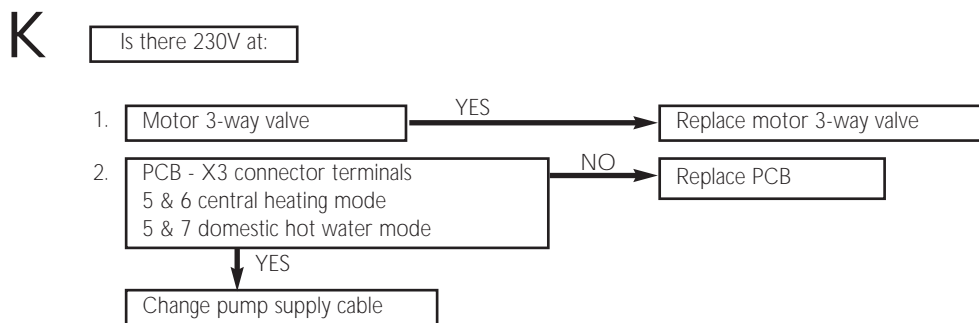 K
Is there 230V at:
1. Motor 3-way valve
YES
Replace motor 3-way valve
2. PCB - X3 connector terminals
5 & 6 central heating mode
5 & 7 domestic hot water mode
NO
Replace PCB
YES
Change pump supply cable